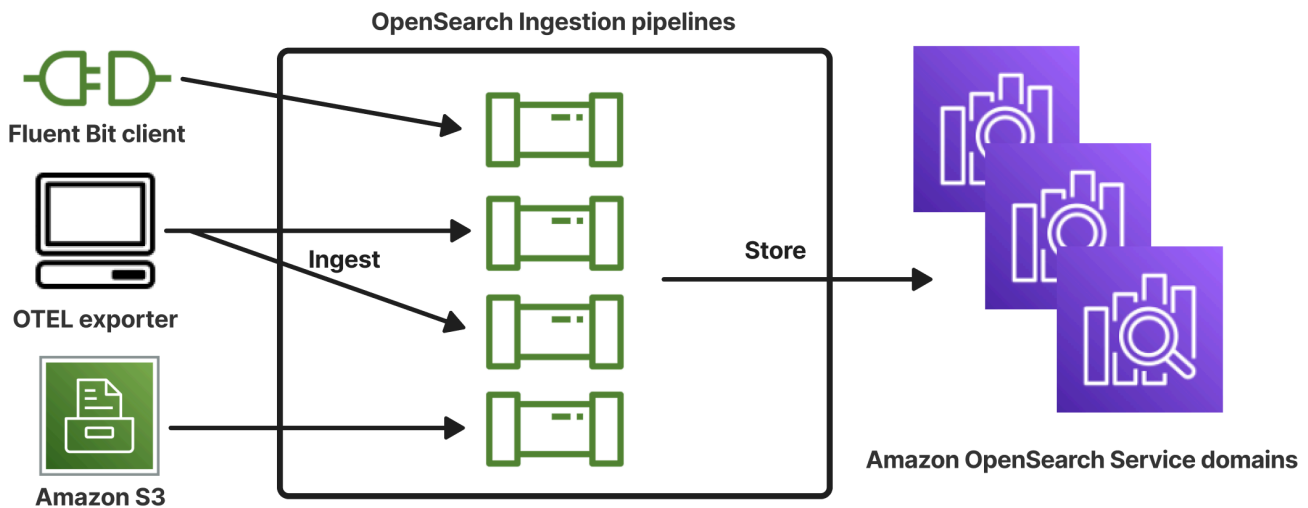 OpenSearch Ingestion pipelines
Fluent Bit client
OTEL exporter
Amazon S3
Ingest
Store
Amazon OpenSearch Service domains